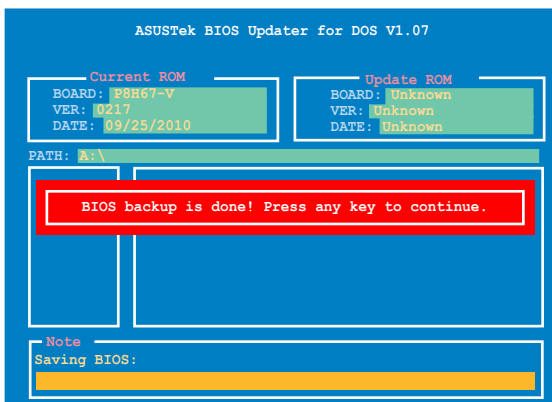 ASUSTek BIOS Updater for DOS V1.07
Current ROM
BOARD: P8H67-V
VER: 0217
DATE: 09/25/2010
Update ROM
BOARD: Unknown
VER: Unknown
DATE: Unknown
PATH: A:\
BIOS backup is done! Press any key to continue.
Note
Saving BIOS: